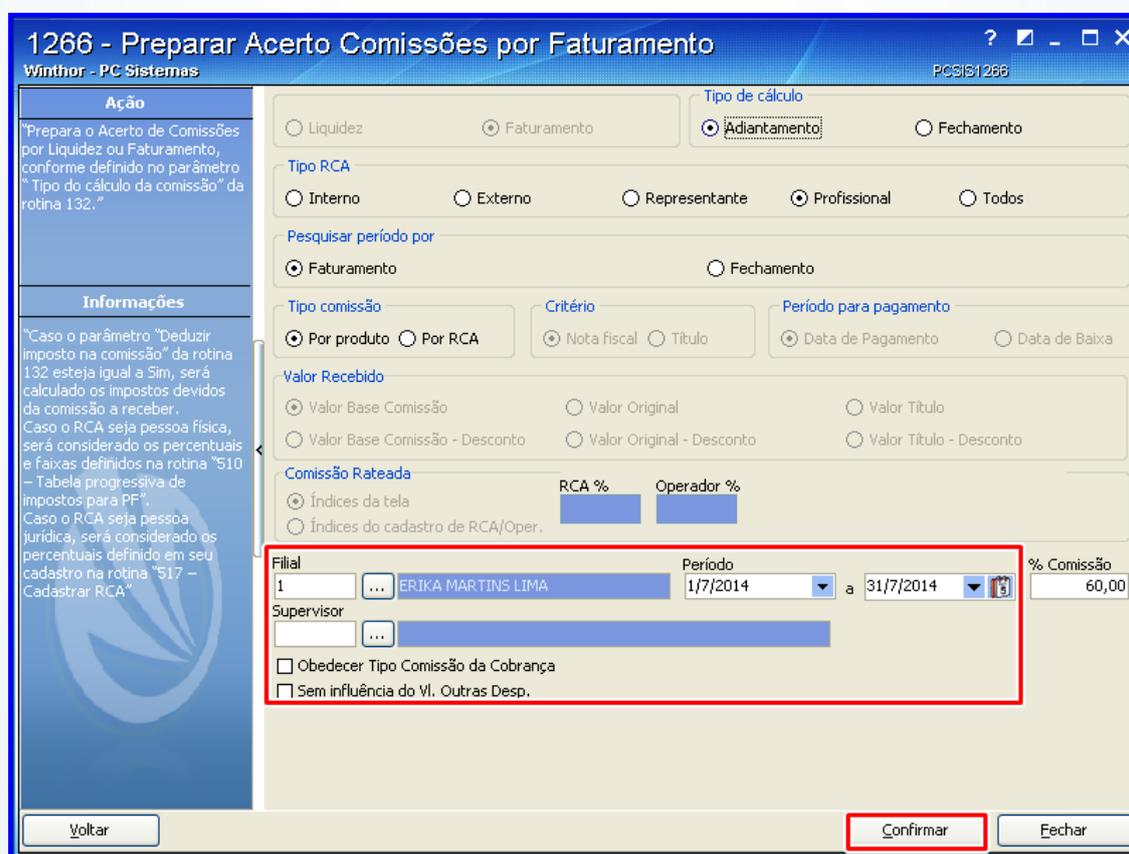 1266 - Preparar Acerto Comissões por Faturamento
Winthor - PC Sistemas
PCSIS1266
Ação
"Prepara o Acerto de Comissões
por Liquidez ou Faturamento,
conforme definido no parâmetro
" Tipo do cálculo da comissão" da
rotina 132."
Informações
"Caso o parâmetro "Deduzir
imposto na comissão" da rotina
132 esteja igual a Sim, será
calculado os impostos devidos
da comissão a receber.
Caso o RCA seja pessoa física,
será considerado os percentuais
e faixas definidos na rotina "510
– Tabela progressiva de
impostos para PF".
Caso o RCA seja pessoa
jurídica, será considerado os
percentuais definido em seu
cadastro na rotina "517 –
Cadastrar RCA"
Liquidez Faturamento
Tipo de cálculo
Adiantamento Fechamento
Tipo RCA
Interno Externo Representante Profissional Todos
Pesquisar período por
Faturamento Fechamento
Tipo comissão
Por produto Por RCA
Critério
Nota fiscal Título
Período para pagamento
Data de Pagamento Data de Baixa
Valor Recebido
Valor Base Comissão Valor Original Valor Título
Valor Base Comissão - Desconto Valor Original - Desconto Valor Título - Desconto
Comissão Rateada
Índices da tela
Índices do cadastro de RCA/Oper.
RCA % Operador %
Filial Período % Comissão
1 ... ERIKA MARTINS LIMA 1/7/2014 a 31/7/2014 60,00
Supervisor
...
Obedecer Tipo Comissão da Cobrança
Sem influência do Vl. Outras Desp.
Voltar Confirmar Fechar